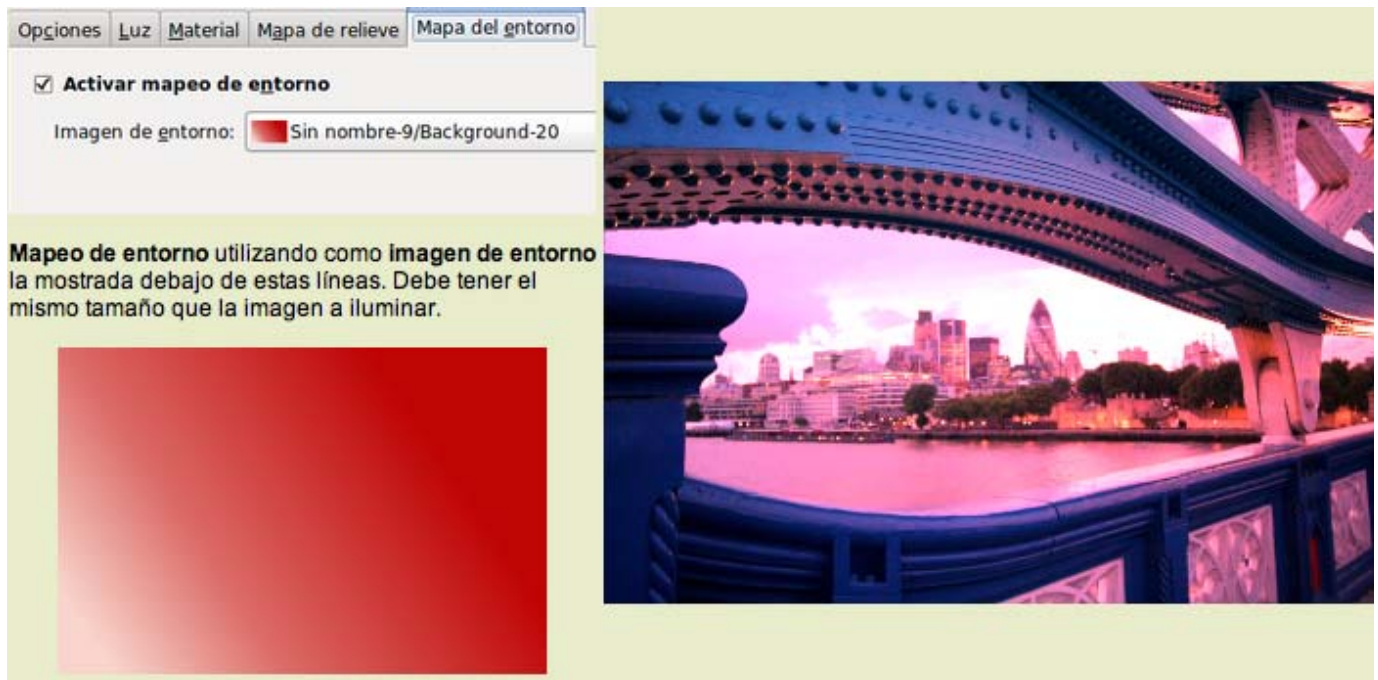 Opciones Luz Material Mapa de relieve Mapa del entorno
Activar mapeo de entorno
Imagen de entorno: Sin nombre-9/Background-20
Mapeo de entorno utilizando como imagen de entorno
la mostrada debajo de estas líneas. Debe tener el
mismo tamaño que la imagen a iluminar.